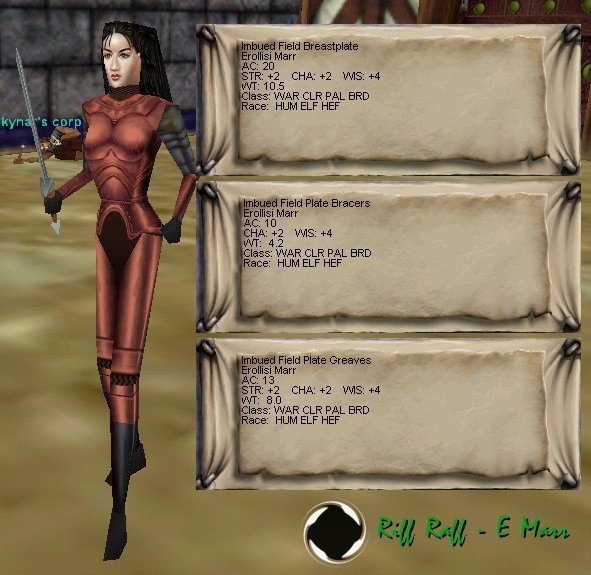 kynar's corp
Imbued Field Breastplate
Erollisi Marr
AC: 20
STR: +2 CHA: +2 WIS: +4
WT: 10.5
Class: WAR CLR PAL BRD
Race: HUM ELF HEF
Imbued Field Plate Bracers
Erollisi Marr
AC: 10
CHA: +2 WIS: +4
WT: 4.2
Class: WAR CLR PAL BRD
Race: HUM ELF HEF
Imbued Field Plate Greaves
Erollisi Marr
AC: 13
STR: +2 CHA: +2 WIS: +4
WT: 8.0
Class: WAR CLR PAL BRD
Race: HUM ELF HEF
Riff Raff - E Marr